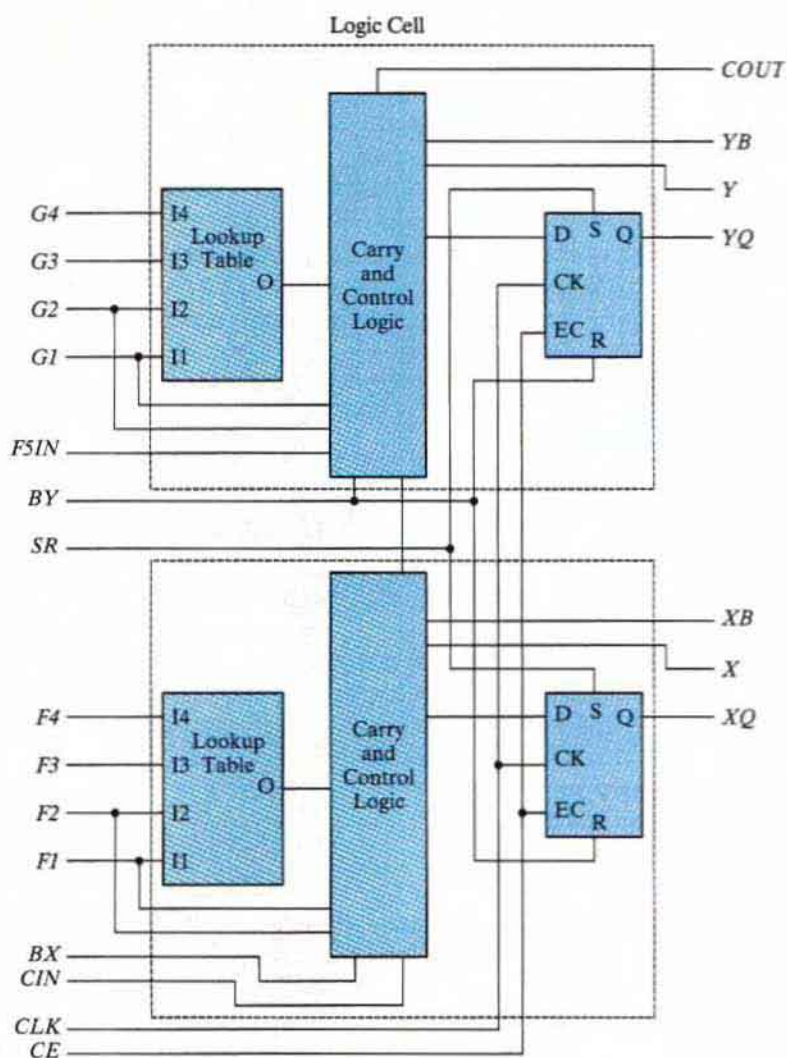 Logic Cell
COUT
YB
Y
G4
G3
G2
G1
I4
I3
I2
I1
Lookup
Table
O
Carry
and
Control
Logic
D
S
Q
CK
EC
R
YQ
F5IN
BY
SR
XB
X
F4
F3
F2
F1
I4
I3
I2
I1
Lookup
Table
O
Carry
and
Control
Logic
D
S
Q
CK
EC
R
XQ
BX
CIN
CLK
CE